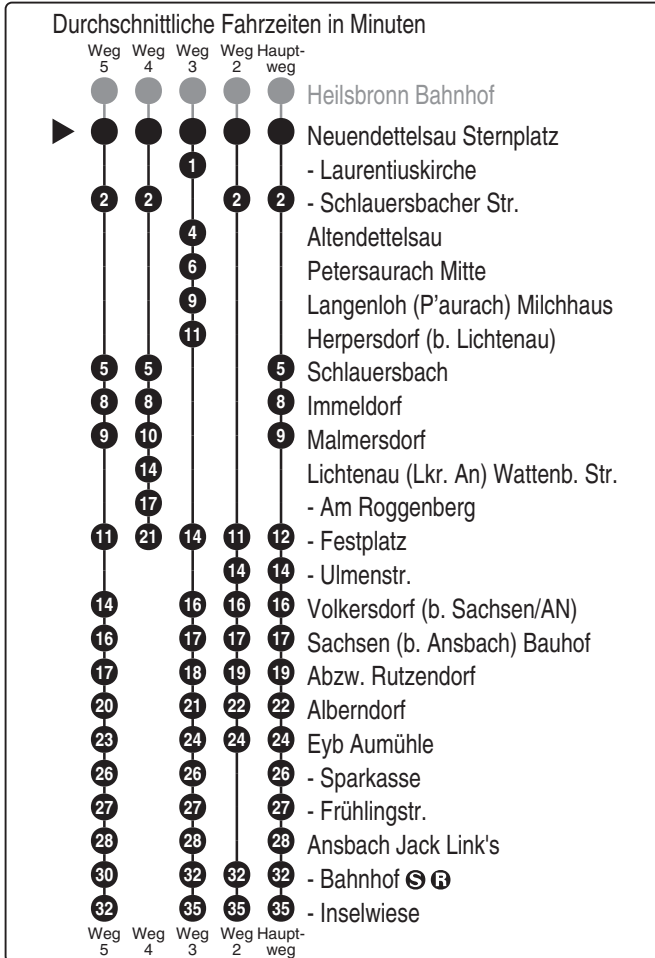 Durchschnittliche Fahrzeiten in Minuten
Weg 5 Weg 4 Weg 3 Weg 2 Haupt-weg
Heilsbronn Bahnhof
Neuendettelsau Sternplatz
1 - Laurentiuskirche
2 2 2 2 - Schlauersbacher Str.
4 Altendettelsau
6 Petersaurach Mitte
9 Langenloh (P'aurach) Milchhaus
11 Herpersdorf (b. Lichtenau)
5 5 5 Schlauersbach
8 8 8 Immeldorf
9 10 9 Malmersdorf
14 Lichtenau (Lkr. An) Wattenb. Str.
17 - Am Roggenberg
11 21 14 11 12 - Festplatz
14 14 - Ulmenstr.
14 16 16 16 Volkersdorf (b. Sachsen/AN)
16 17 17 17 Sachsen (b. Ansbach) Bauhof
17 18 19 19 Abzw. Rutzendorf
20 21 22 22 Alberndorf
23 24 24 24 Eyb Aumühle
26 26 26 - Sparkasse
27 27 27 - Frühlingstr.
28 28 28 Ansbach Jack Link's
30 32 32 32 - Bahnhof S R
32 35 35 35 - Inselwiese
Weg 5 Weg 4 Weg 3 Weg 2 Haupt-weg